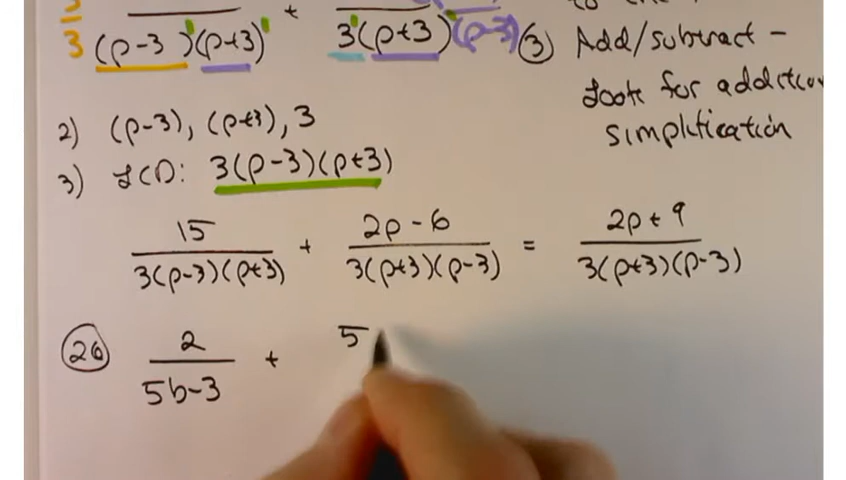 3 (p-3)(p+3) + 3(p+3)(p-3) ③ Add/subtract -
look for addition
simplification
2) (p-3), (p+3), 3
3) LCD: 3(p-3)(p+3)
15 + 2p - 6 = 2p + 9
3(p-3)(p+3) 3(p+3)(p-3) 3(p+3)(p-3)
26 2 + 5
5b-3